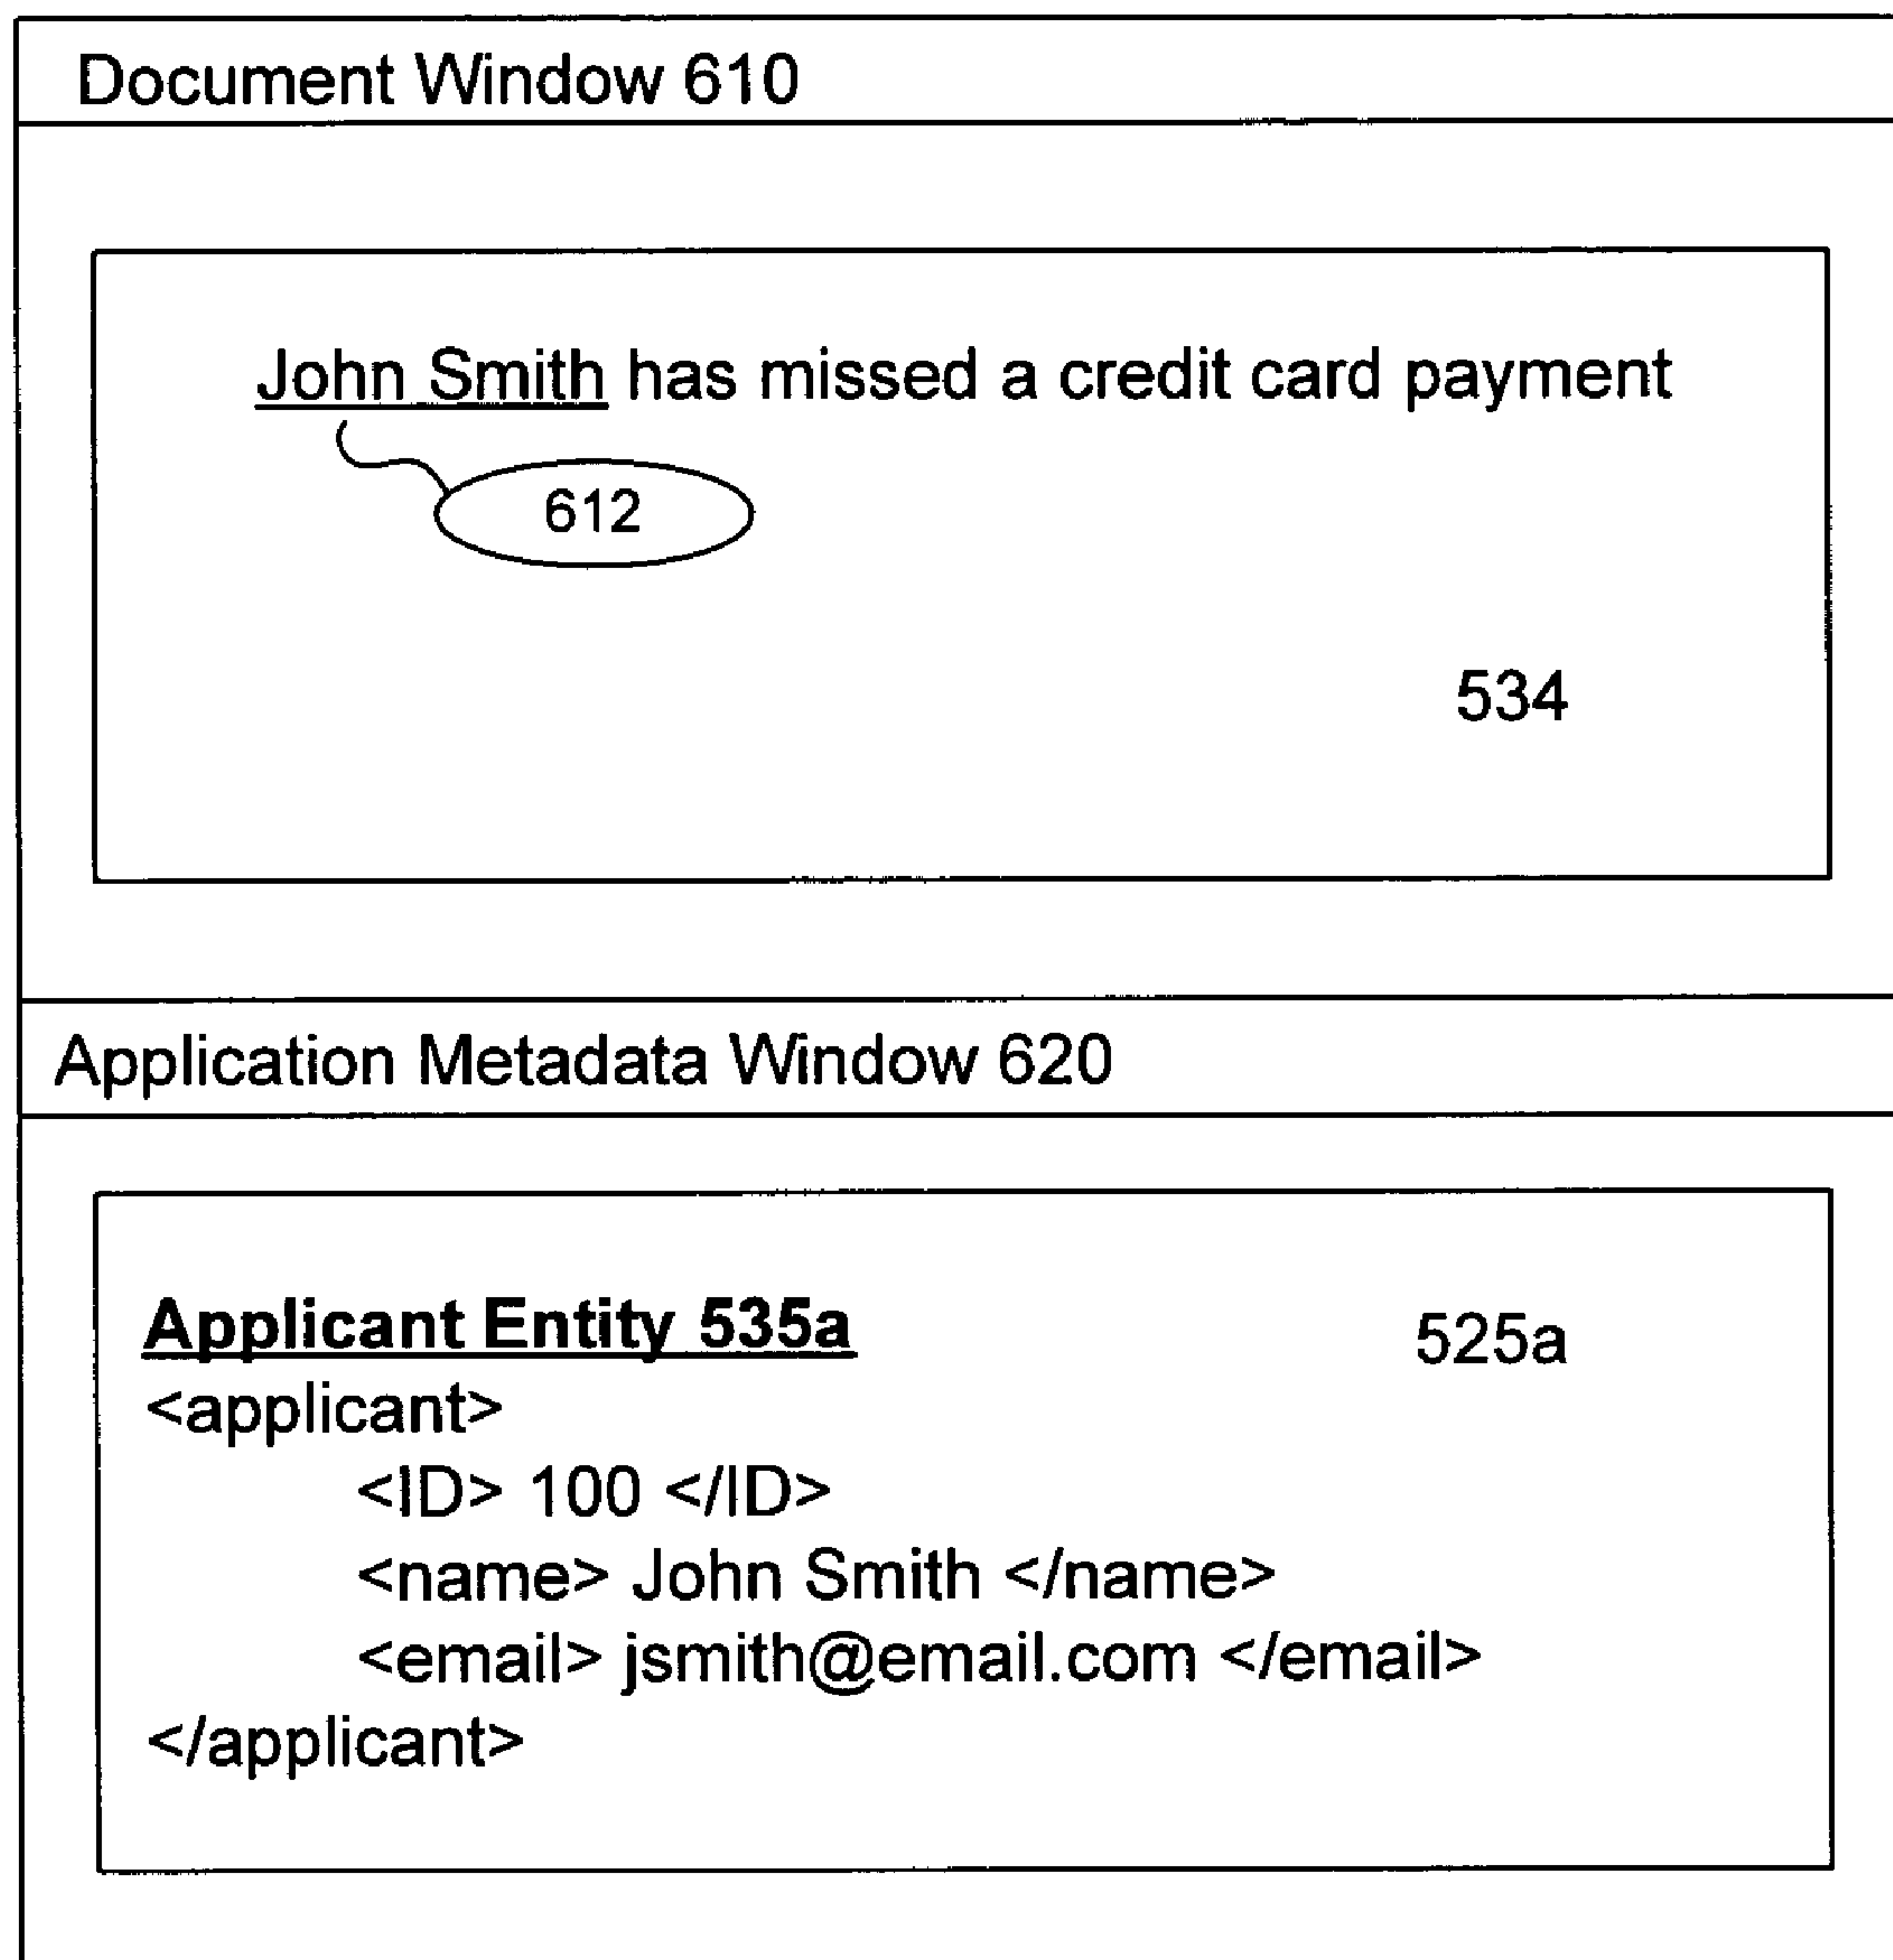 Document Window 610
John Smith has missed a credit card payment
612
534
Application Metadata Window 620
Applicant Entity 535a
525a
<applicant>
<ID> 100 </ID>
<name> John Smith </name>
<email> jsmith@email.com </email>
</applicant>